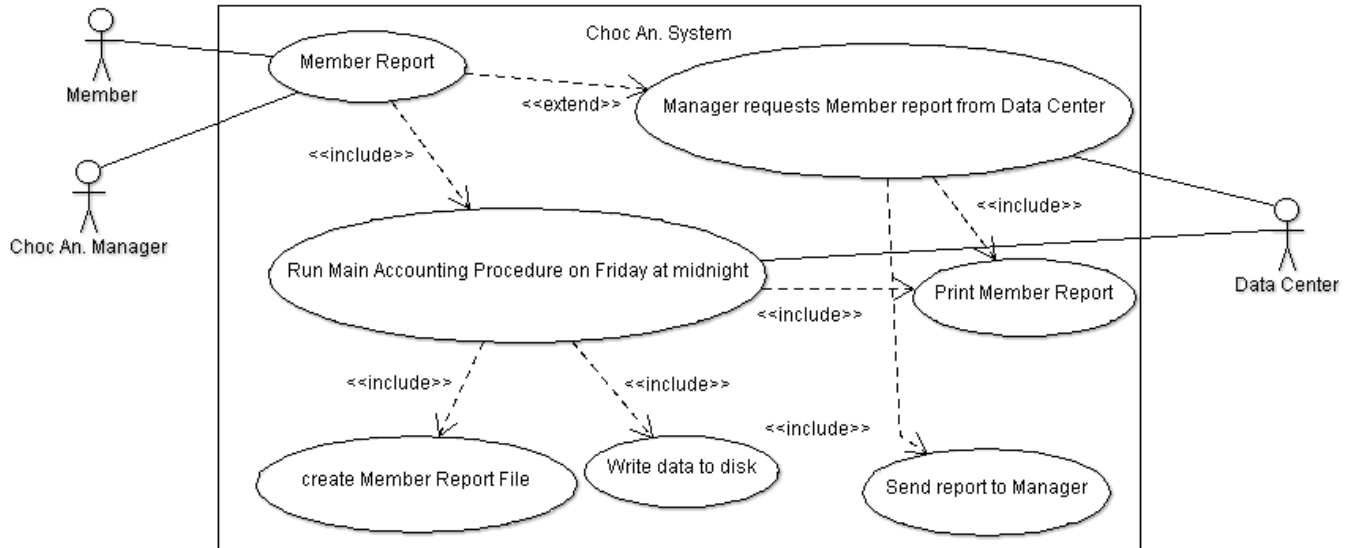 Choc An. System
Member Report
Member
<<extend>>
Manager requests Member report from Data Center
<<include>>
<<include>>
Choc An. Manager
Run Main Accounting Procedure on Friday at midnight
Print Member Report
Data Center
<<include>>
<<include>>
<<include>>
<<include>>
create Member Report File
Write data to disk
Send report to Manager